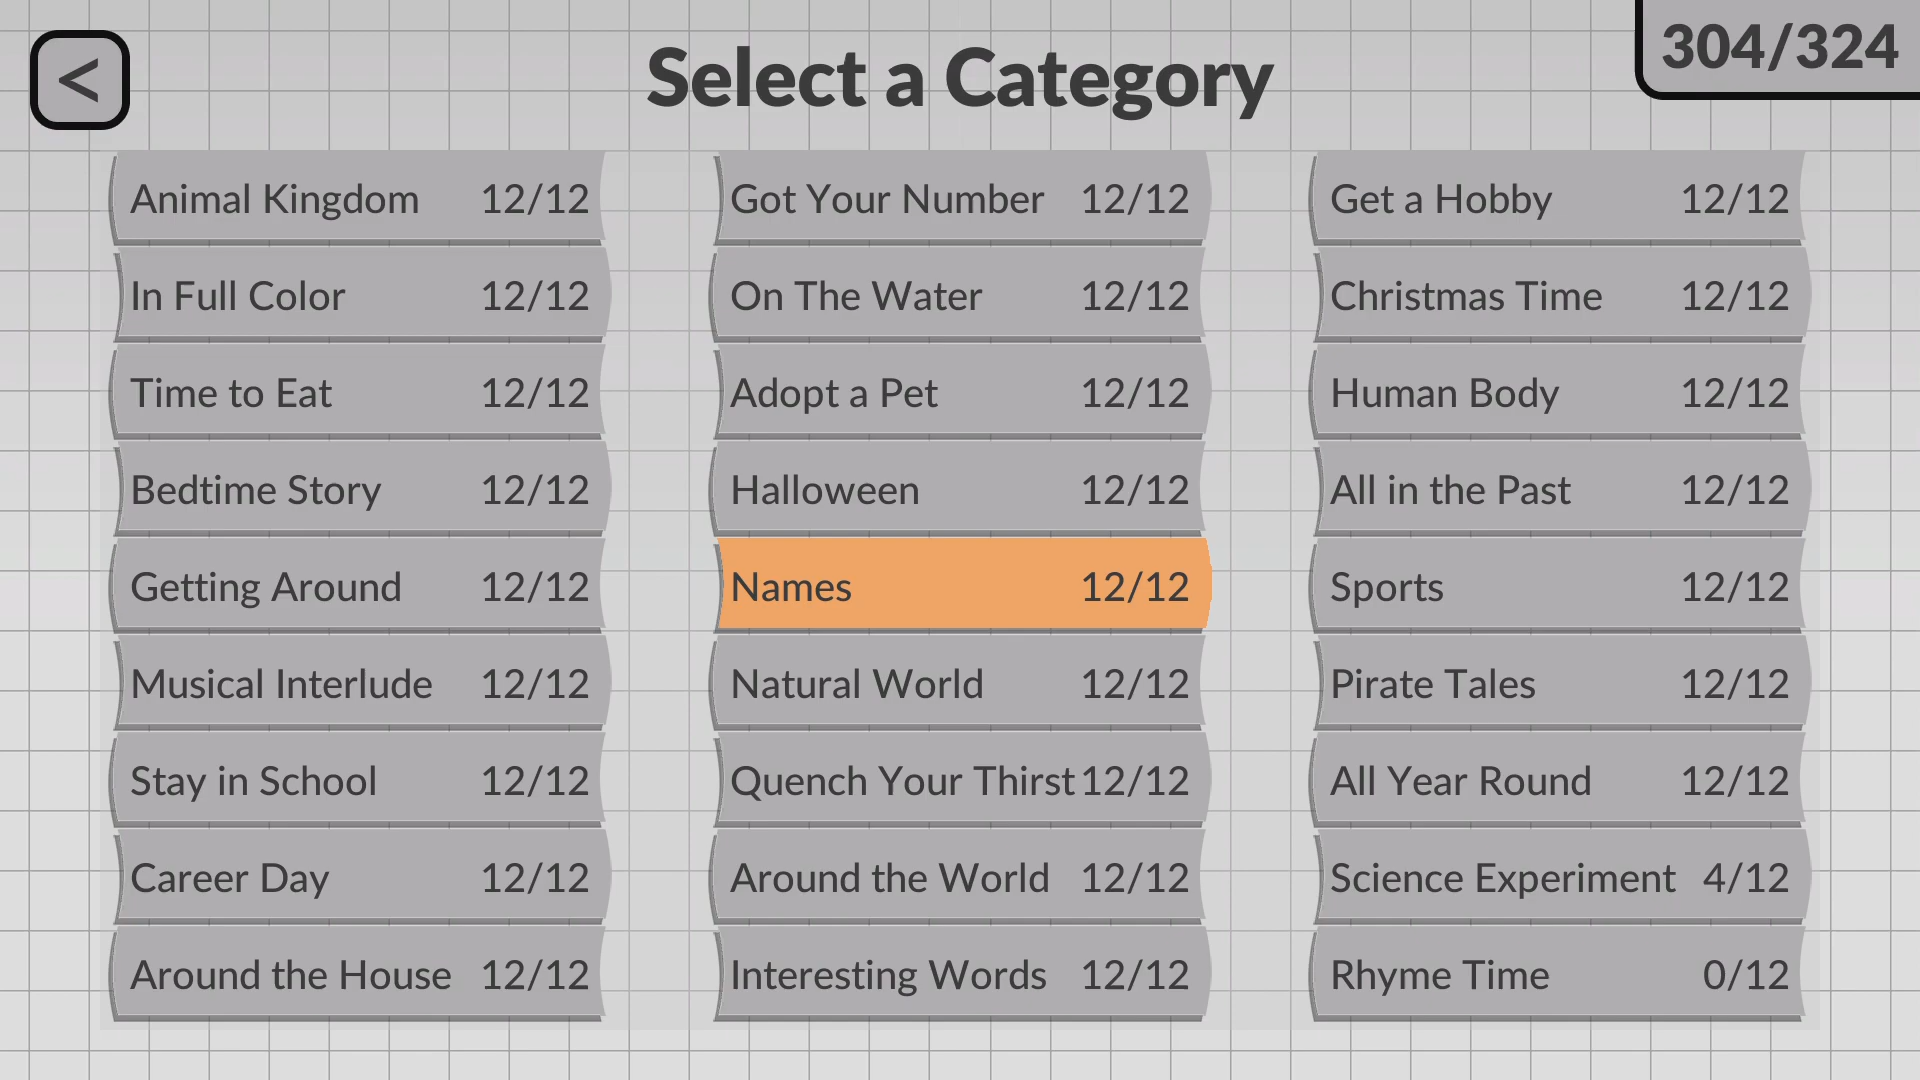 <
Select a Category
304/324
Animal Kingdom 12/12
In Full Color 12/12
Time to Eat 12/12
Bedtime Story 12/12
Getting Around 12/12
Musical Interlude 12/12
Stay in School 12/12
Career Day 12/12
Around the House 12/12
Got Your Number 12/12
On The Water 12/12
Adopt a Pet 12/12
Halloween 12/12
Names 12/12
Natural World 12/12
Quench Your Thirst 12/12
Around the World 12/12
Interesting Words 12/12
Get a Hobby 12/12
Christmas Time 12/12
Human Body 12/12
All in the Past 12/12
Sports 12/12
Pirate Tales 12/12
All Year Round 12/12
Science Experiment 4/12
Rhyme Time 0/12